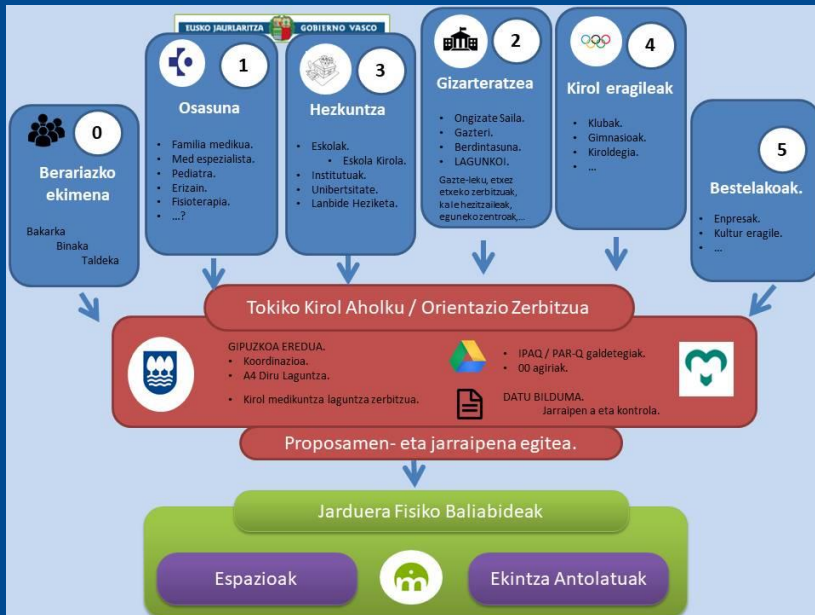 EUSKO JAURLARITZA
GOBIERNO VASCO
0
Berariazko
ekimena
Bakarka
Binaka
Taldeka
1
Osasuna
• Familia medikua.
• Med espezialista.
• Pediatra.
• Erizain.
• Fisioterapia.
• ...?
3
Hezkuntza
• Eskolak.
• Eskola Kirola.
• Institutuak.
• Unibertsitate.
• Lanbide Heziketa.
2
Gizarteratzea
• Ongizate Saila.
• Gazteri.
• Berdintasuna.
• LAGUNKOI.
Gazte-leku, etxez
etxeko zerbitzuak,
kale hezitzaileak,
eguneko zentroak,...
4
Kirol eragileak
• Klubak.
• Gimnasioak.
• Kiroldegia.
• ...
5
Bestelakoak.
• Enpresak.
• Kultur eragile.
• ...
Tokiko Kirol Aholku / Orientazio Zerbitzua
GIPUZKOA EREDUA.
• Koordinazioa.
• A4 Diru Laguntza.
• Kirol medikuntza laguntza zerbitzua.
• IPAQ / PAR-Q galdetegiak.
• 00 agiriak.
DATU BILDUMA.
Jarraipen a eta kontrola.
Proposamen- eta jarraipena egitea.
Jarduera Fisiko Baliabideak
Espazioak
Ekintza Antolatuak